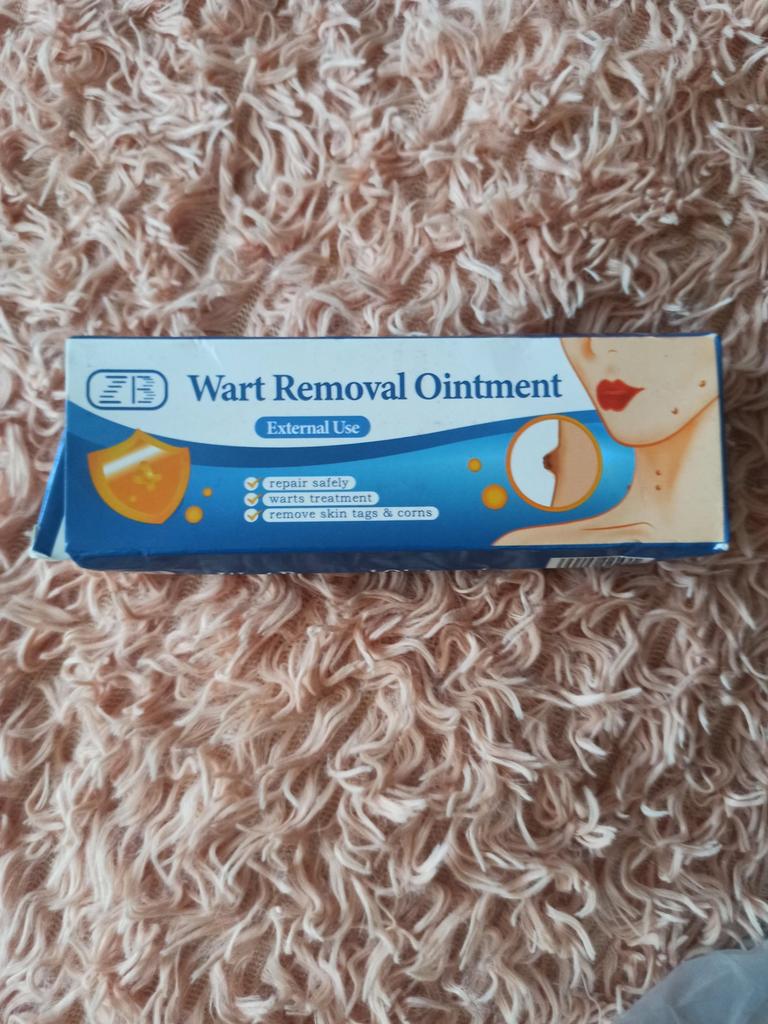 ZB
Wart Removal Ointment
External Use
repair safely
warts treatment
remove skin tags & corns